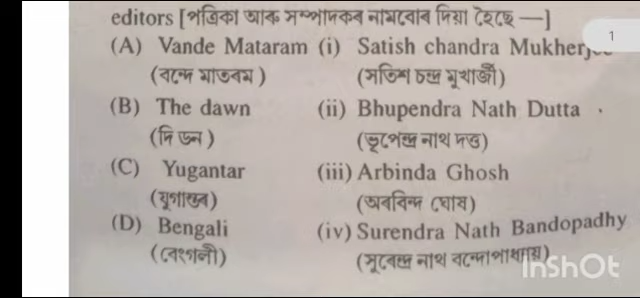 editors [পত্রিকা আৰু সম্পাদকৰ নামবোৰ দিয়া হৈছে —]
1
(A) Vande Mataram (i) Satish chandra Mukherjee
(বন্দে মাতৰম) (সতিশ চন্দ্ৰ মুখাৰ্জী)
(B) The dawn (ii) Bhupendra Nath Dutta
(দি ডন) (ভূপেন্দ্ৰ নাথ দত্ত)
(C) Yugantar (iii) Arbinda Ghosh
(যুগান্তৰ) (অৰবিন্দ ঘোষ)
(D) Bengali (iv) Surendra Nath Bandopadhy
(বেংগলী) (সুৰেন্দ্ৰ নাথ বন্দোপাধ্যায়)
InShOt